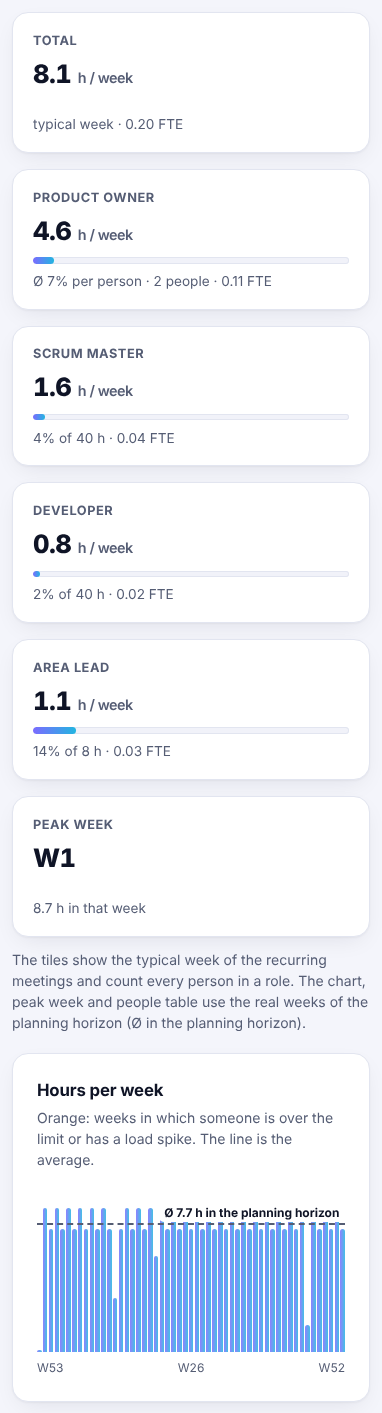 TOTAL
8.1 h / week
typical week · 0.20 FTE
PRODUCT OWNER
4.6 h / week
Ø 7% per person · 2 people · 0.11 FTE
SCRUM MASTER
1.6 h / week
4% of 40 h · 0.04 FTE
DEVELOPER
0.8 h / week
2% of 40 h · 0.02 FTE
AREA LEAD
1.1 h / week
14% of 8 h · 0.03 FTE
PEAK WEEK
W1
8.7 h in that week
The tiles show the typical week of the recurring
meetings and count every person in a role. The chart,
peak week and people table use the real weeks of the
planning horizon (Ø in the planning horizon).
Hours per week
Orange: weeks in which someone is over the
limit or has a load spike. The line is the
average.
Ø 7.7 h in the planning horizon
W53 W26 W52